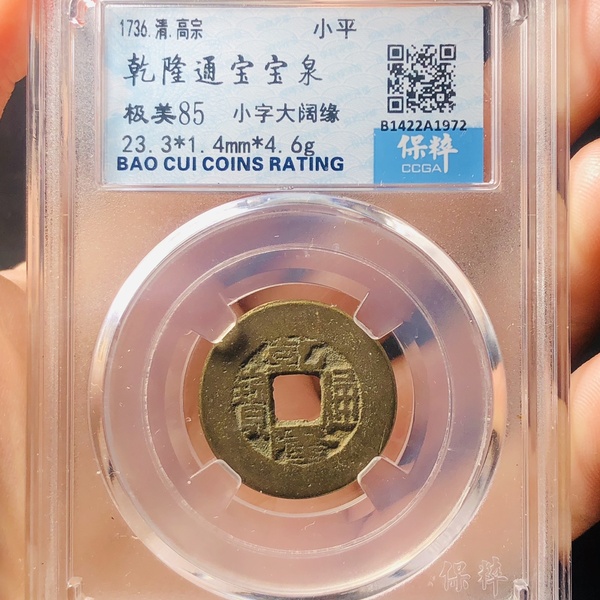 1736.清.高宗 小平
乾隆通宝宝泉
极美85 小字大阔缘
B1422A1972
23.3*1.4mm*4.6g
保粹
CCGA
BAO CUI COINS RATING
乾隆通寳
保粹